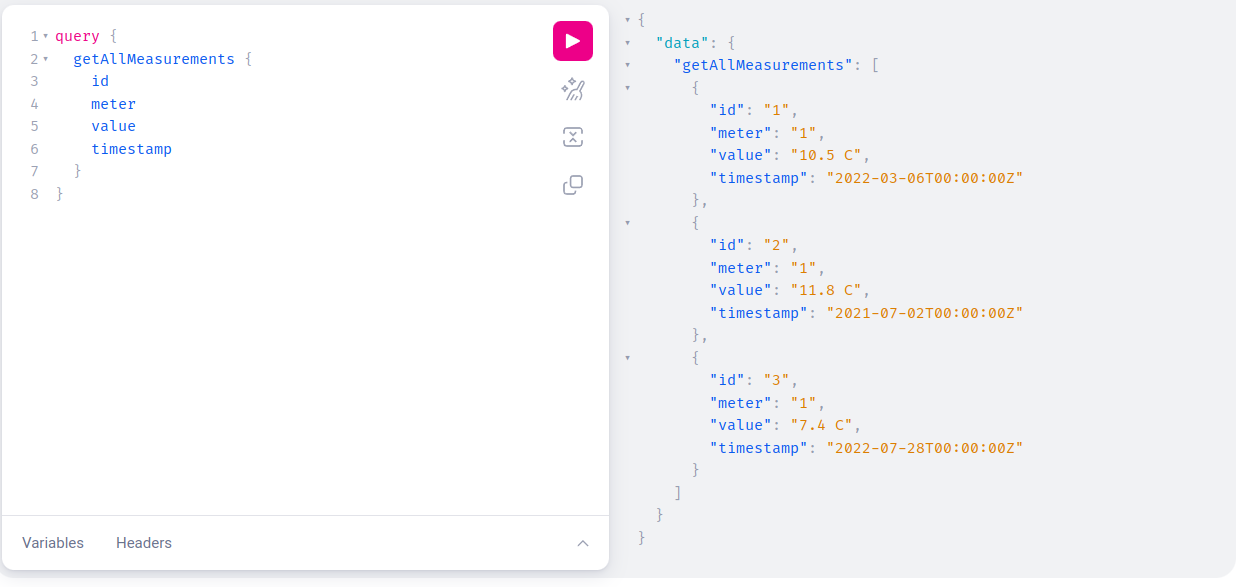 1 query {
2 getAllMeasurements {
3 id
4 meter
5 value
6 timestamp
7 }
8 }
Variables Headers
{
"data": {
"getAllMeasurements": [
{
"id": "1",
"meter": "1",
"value": "10.5 C",
"timestamp": "2022-03-06T00:00:00Z"
},
{
"id": "2",
"meter": "1",
"value": "11.8 C",
"timestamp": "2021-07-02T00:00:00Z"
},
{
"id": "3",
"meter": "1",
"value": "7.4 C",
"timestamp": "2022-07-28T00:00:00Z"
}
]
}
}